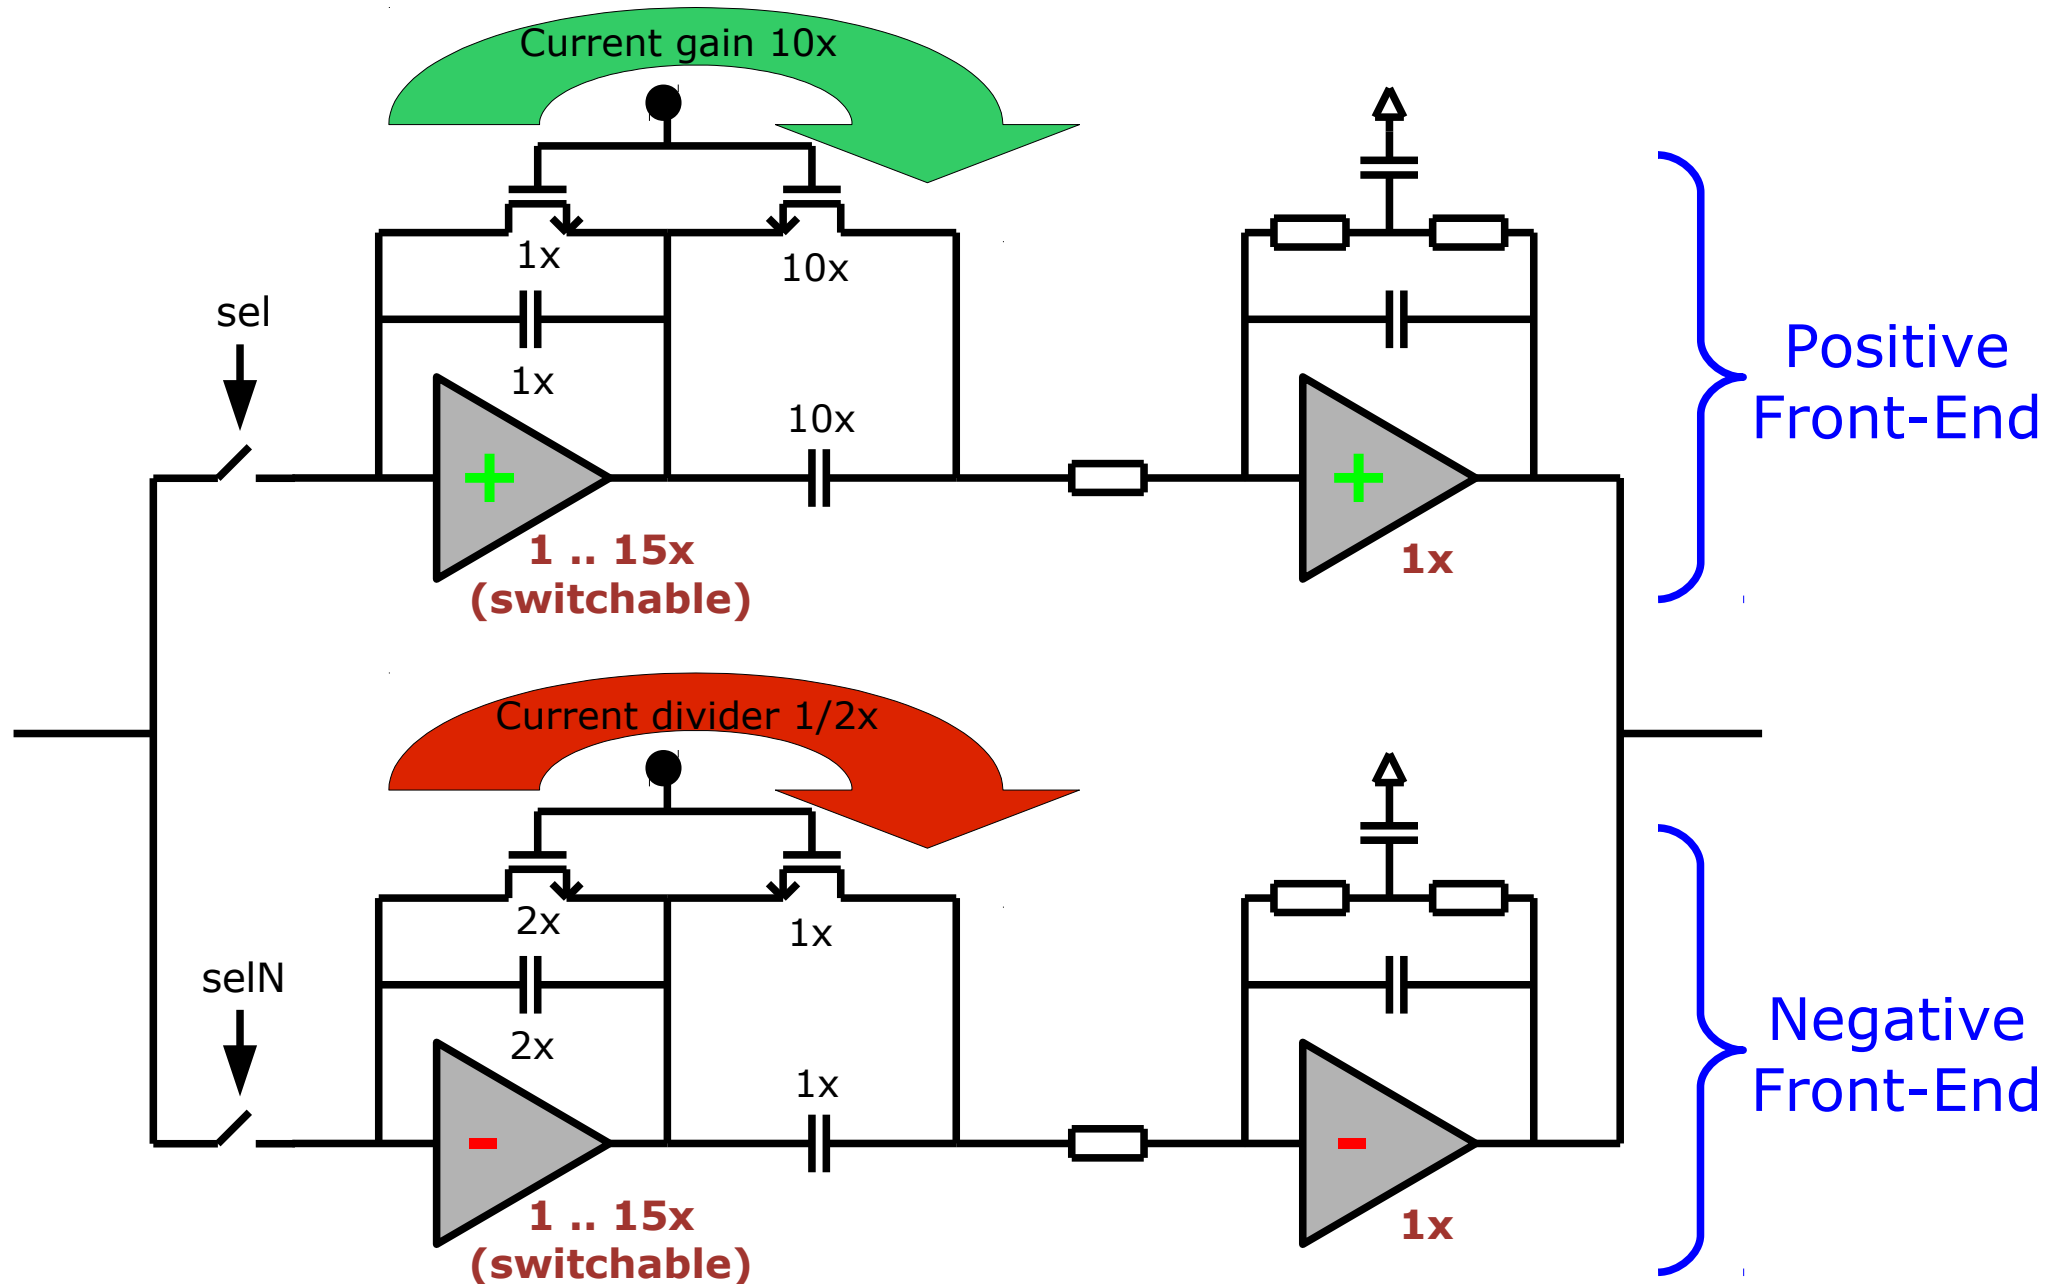 Current gain 10x
1x
10x
sel
1x
10x
+
+
1 .. 15x
(switchable)
1x
Positive
Front-End
Current divider 1/2x
2x
1x
selN
2x
1x
-
-
1 .. 15x
(switchable)
1x
Negative
Front-End